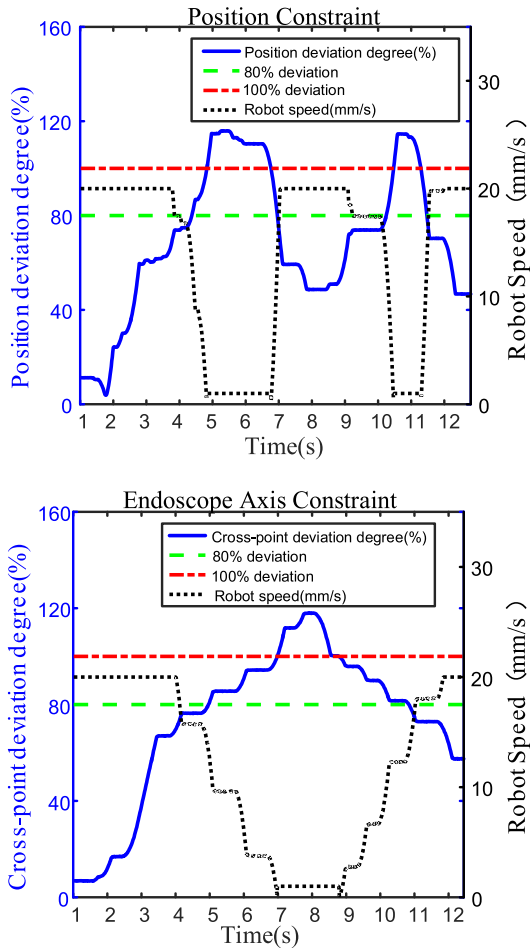 Position Constraint
Position deviation degree(%)
80% deviation
100% deviation
Robot speed(mm/s)
160
120
80
40
0
30
20
10
0
1 2 3 4 5 6 7 8 9 10 11 12
Time(s)
Position deviation degree(%)
Robot Speed (mm/s)
Endoscope Axis Constraint
Cross-point deviation degree(%)
80% deviation
100% deviation
Robot speed(mm/s)
160
120
80
40
0
30
20
10
0
1 2 3 4 5 6 7 8 9 10 11 12
Time(s)
Cross-point deviation degree(%)
Robot Speed (mm/s)